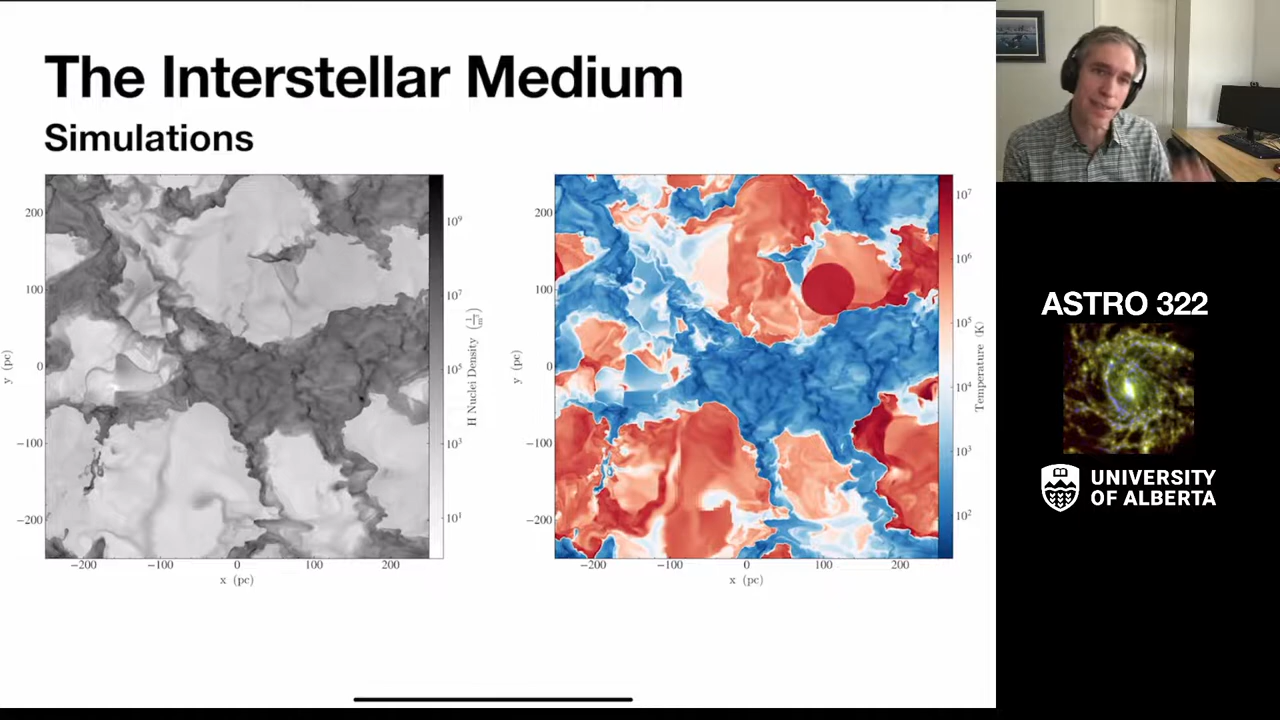 The Interstellar Medium
Simulations
200
100
0
−100
−200
y (pc)
−200
−100
0
100
200
x (pc)
10⁹
10⁷
10⁵
10³
10¹
H Nuclei Density (1/m³)
200
100
0
−100
−200
y (pc)
−200
−100
0
100
200
x (pc)
10⁷
10⁶
10⁵
10⁴
10³
10²
Temperature (K)
ASTRO 322
UNIVERSITY
OF ALBERTA